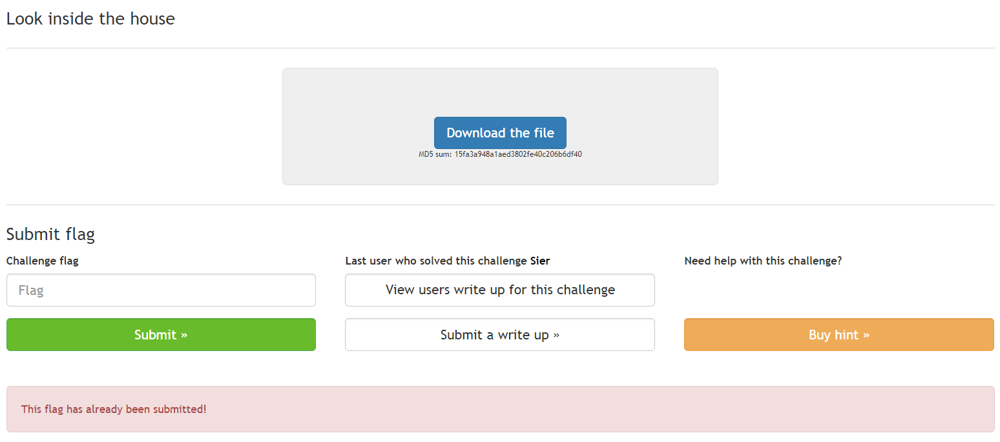 Look inside the house
Download the file
MD5 sum: 15fa3a948a1aed3802fe40c206b6df40
Submit flag
Challenge flag
Last user who solved this challenge Sier
Need help with this challenge?
Flag
View users write up for this challenge
Submit »
Submit a write up »
Buy hint »
This flag has already been submitted!